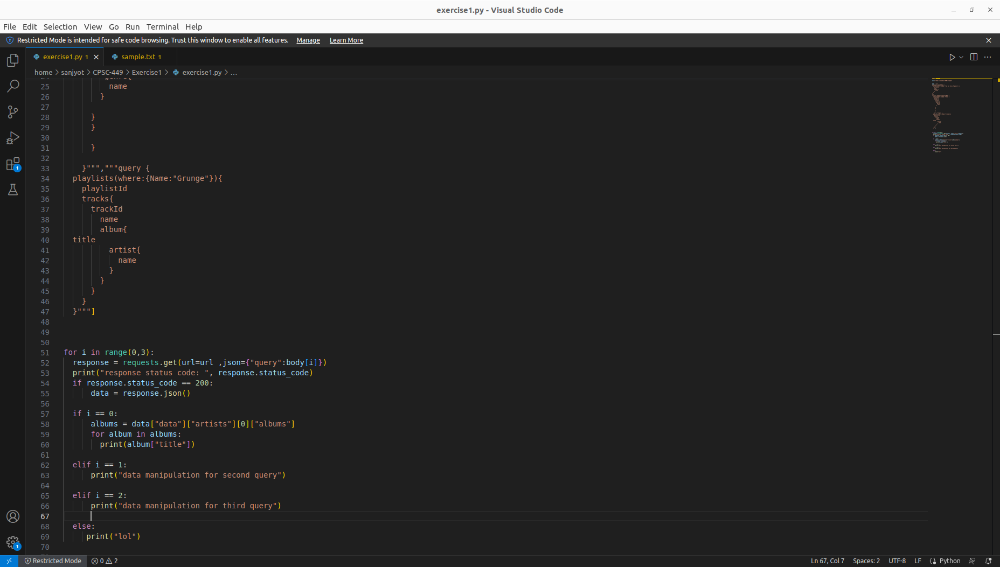 exercise1.py - Visual Studio Code
File Edit Selection View Go Run Terminal Help
Restricted Mode is intended for safe code browsing. Trust this window to enable all features. Manage Learn More
exercise1.py 1 sample.txt 1
home > sanjyot > CPSC-449 > Exercise1 > exercise1.py > ...
25 name
26 }
27
28 }
29 }
30
31 }
32
33 }""","""query {
34 playlists(where:{Name:"Grunge"}){
35 playlistId
36 tracks{
37 trackId
38 name
39 album{
40 title
41 artist{
42 name
43 }
44 }
45 }
46 }
47 }"""]
48
49
50
51 for i in range(0,3):
52 response = requests.get(url=url ,json={"query":body[i]})
53 print("response status code: ", response.status_code)
54 if response.status_code == 200:
55 data = response.json()
56
57 if i == 0:
58 albums = data["data"]["artists"][0]["albums"]
59 for album in albums:
60 print(album["title"])
61
62 elif i == 1:
63 print("data manipulation for second query")
64
65 elif i == 2:
66 print("data manipulation for third query")
67
68 else:
69 print("lol")
70
Restricted Mode 0 2 Ln 67, Col 7 Spaces: 2 UTF-8 LF Python